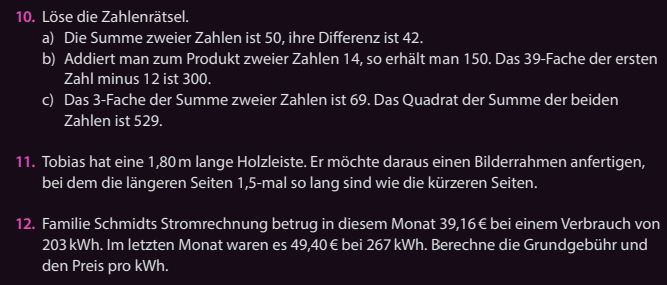 10. Löse die Zahlenrätsel.
a) Die Summe zweier Zahlen ist 50, ihre Differenz ist 42.
b) Addiert man zum Produkt zweier Zahlen 14, so erhält man 150. Das 39-Fache der ersten
Zahl minus 12 ist 300.
c) Das 3-Fache der Summe zweier Zahlen ist 69. Das Quadrat der Summe der beiden
Zahlen ist 529.
11. Tobias hat eine 1,80 m lange Holzleiste. Er möchte daraus einen Bilderrahmen anfertigen,
bei dem die längeren Seiten 1,5-mal so lang sind wie die kürzeren Seiten.
12. Familie Schmidts Stromrechnung betrug in diesem Monat 39,16 € bei einem Verbrauch von
203 kWh. Im letzten Monat waren es 49,40 € bei 267 kWh. Berechne die Grundgebühr und
den Preis pro kWh.